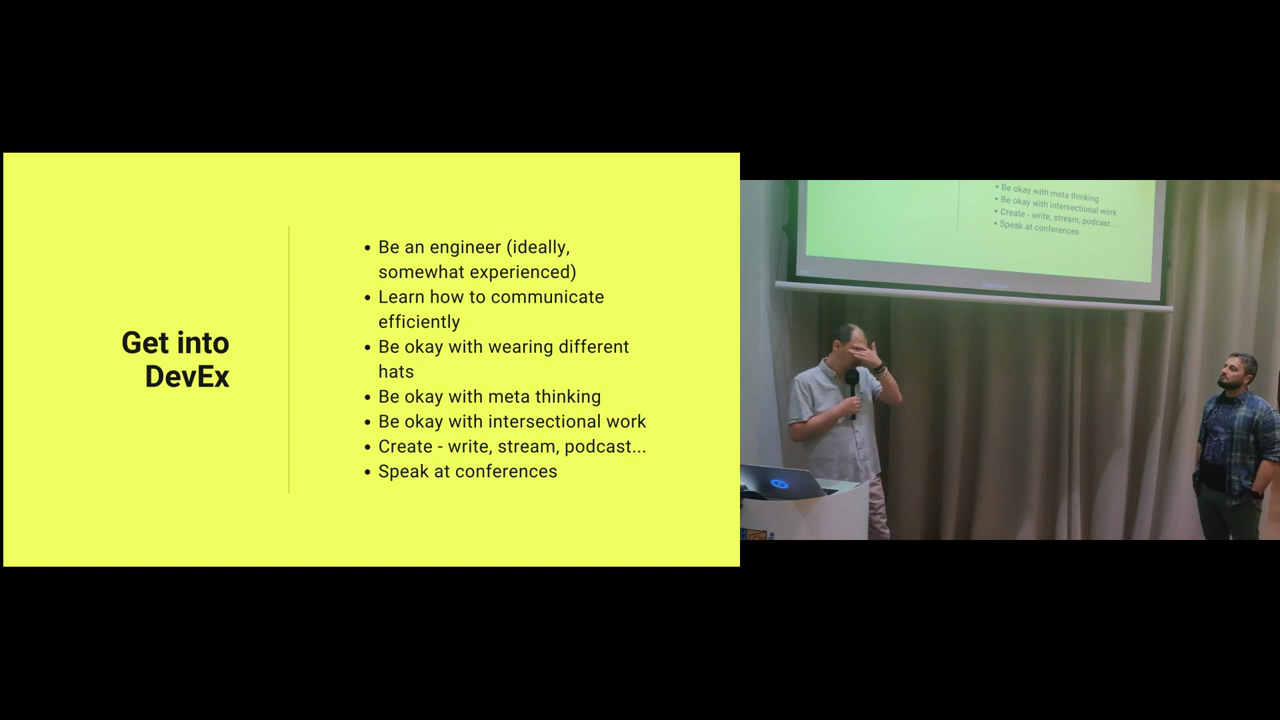 Get into
DevEx
• Be an engineer (ideally,
somewhat experienced)
• Learn how to communicate
efficiently
• Be okay with wearing different
hats
• Be okay with meta thinking
• Be okay with intersectional work
• Create - write, stream, podcast...
• Speak at conferences
• Be okay with meta thinking
• Be okay with intersectional work
• Create - write, stream, podcast...
• Speak at conferences